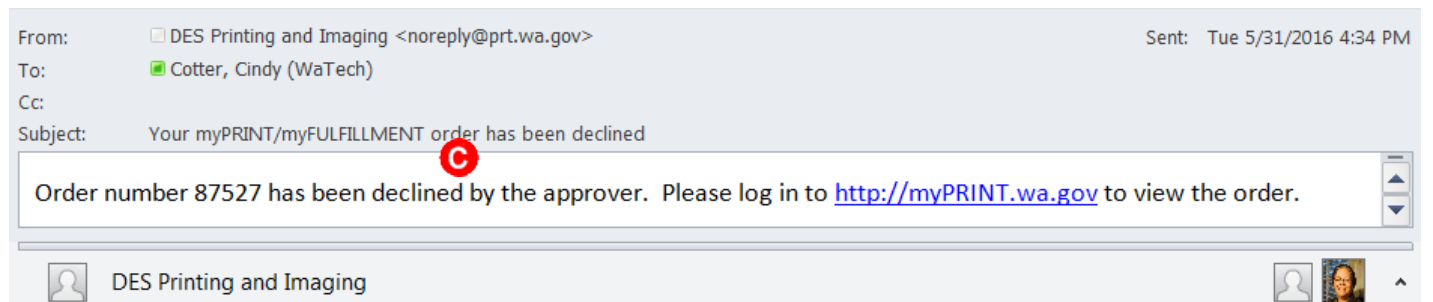 From: DES Printing and Imaging <noreply@prt.wa.gov> Sent: Tue 5/31/2016 4:34 PM
To: Cotter, Cindy (WaTech)
Cc:
Subject: Your myPRINT/myFULFILLMENT order has been declined
C
Order number 87527 has been declined by the approver. Please log in to http://myPRINT.wa.gov to view the order.
DES Printing and Imaging